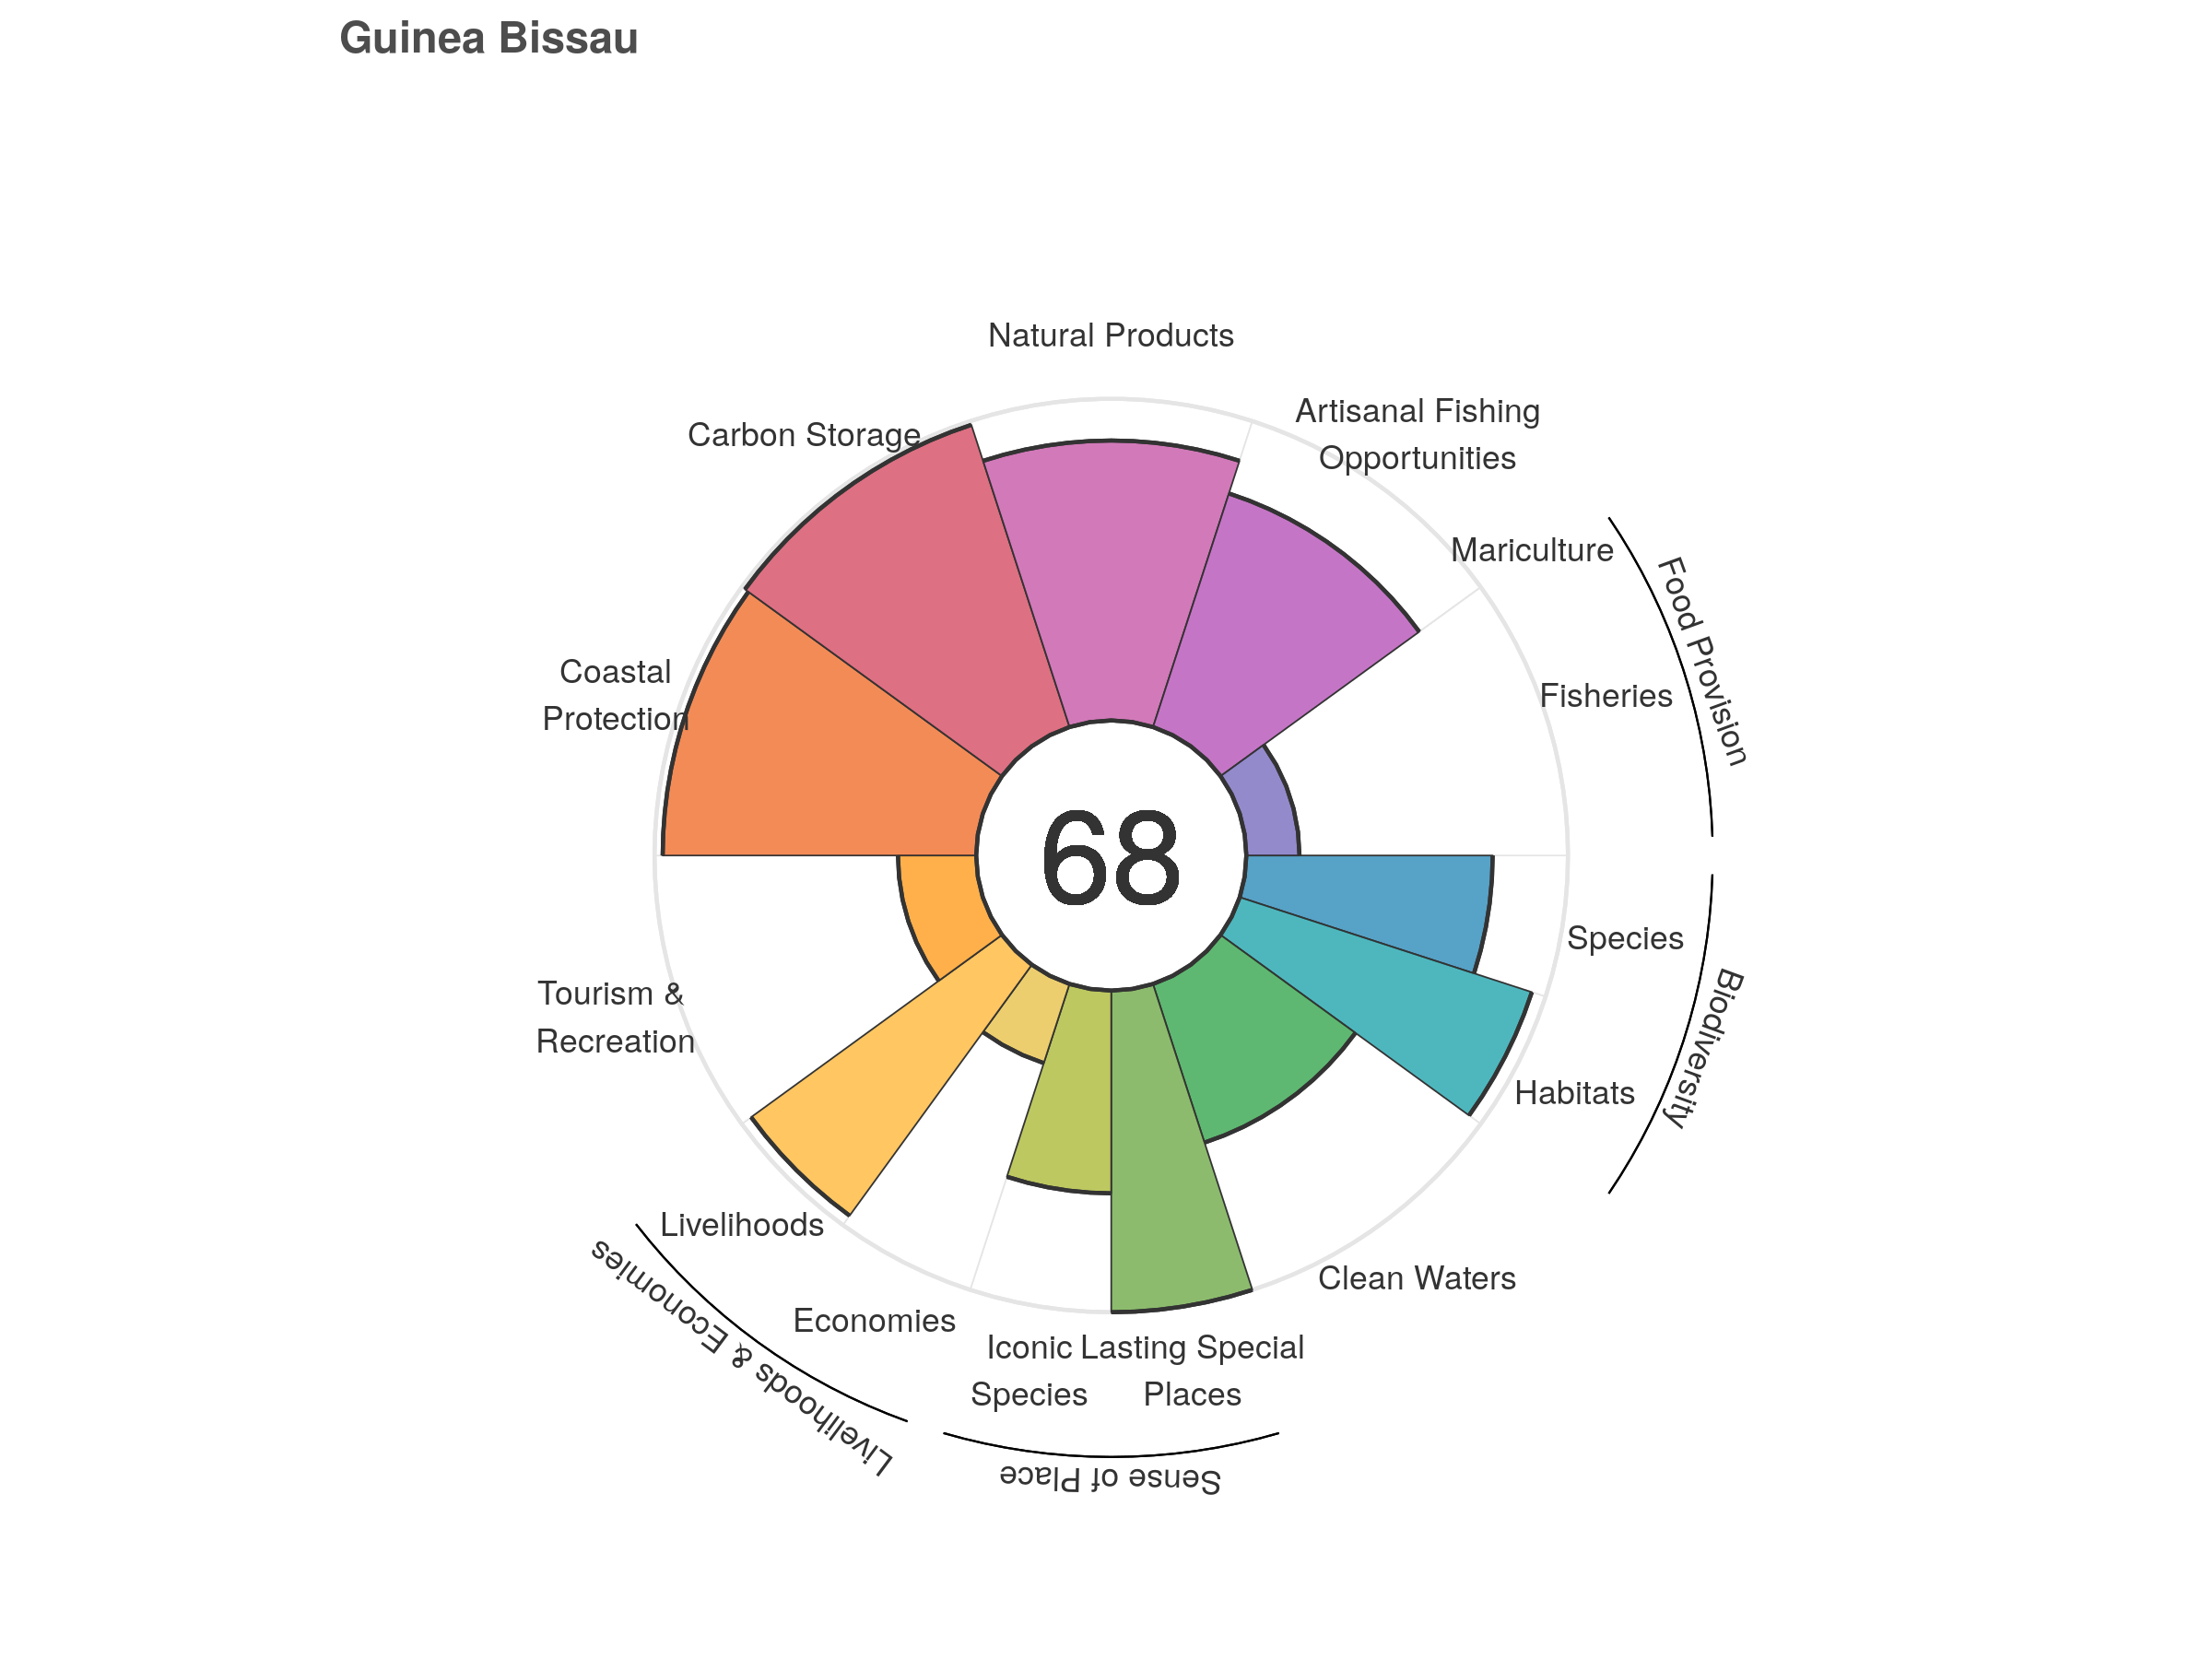 Guinea Bissau
Natural Products
Artisanal Fishing
Opportunities
Carbon Storage
Mariculture
Food Provision
Coastal
Protection
Fisheries
68
Species
Biodiversity
Tourism &
Recreation
Habitats
Livelihoods
Clean Waters
Livelihoods & Economies
Economies
Iconic
Species
Lasting Special
Places
Sense of Place